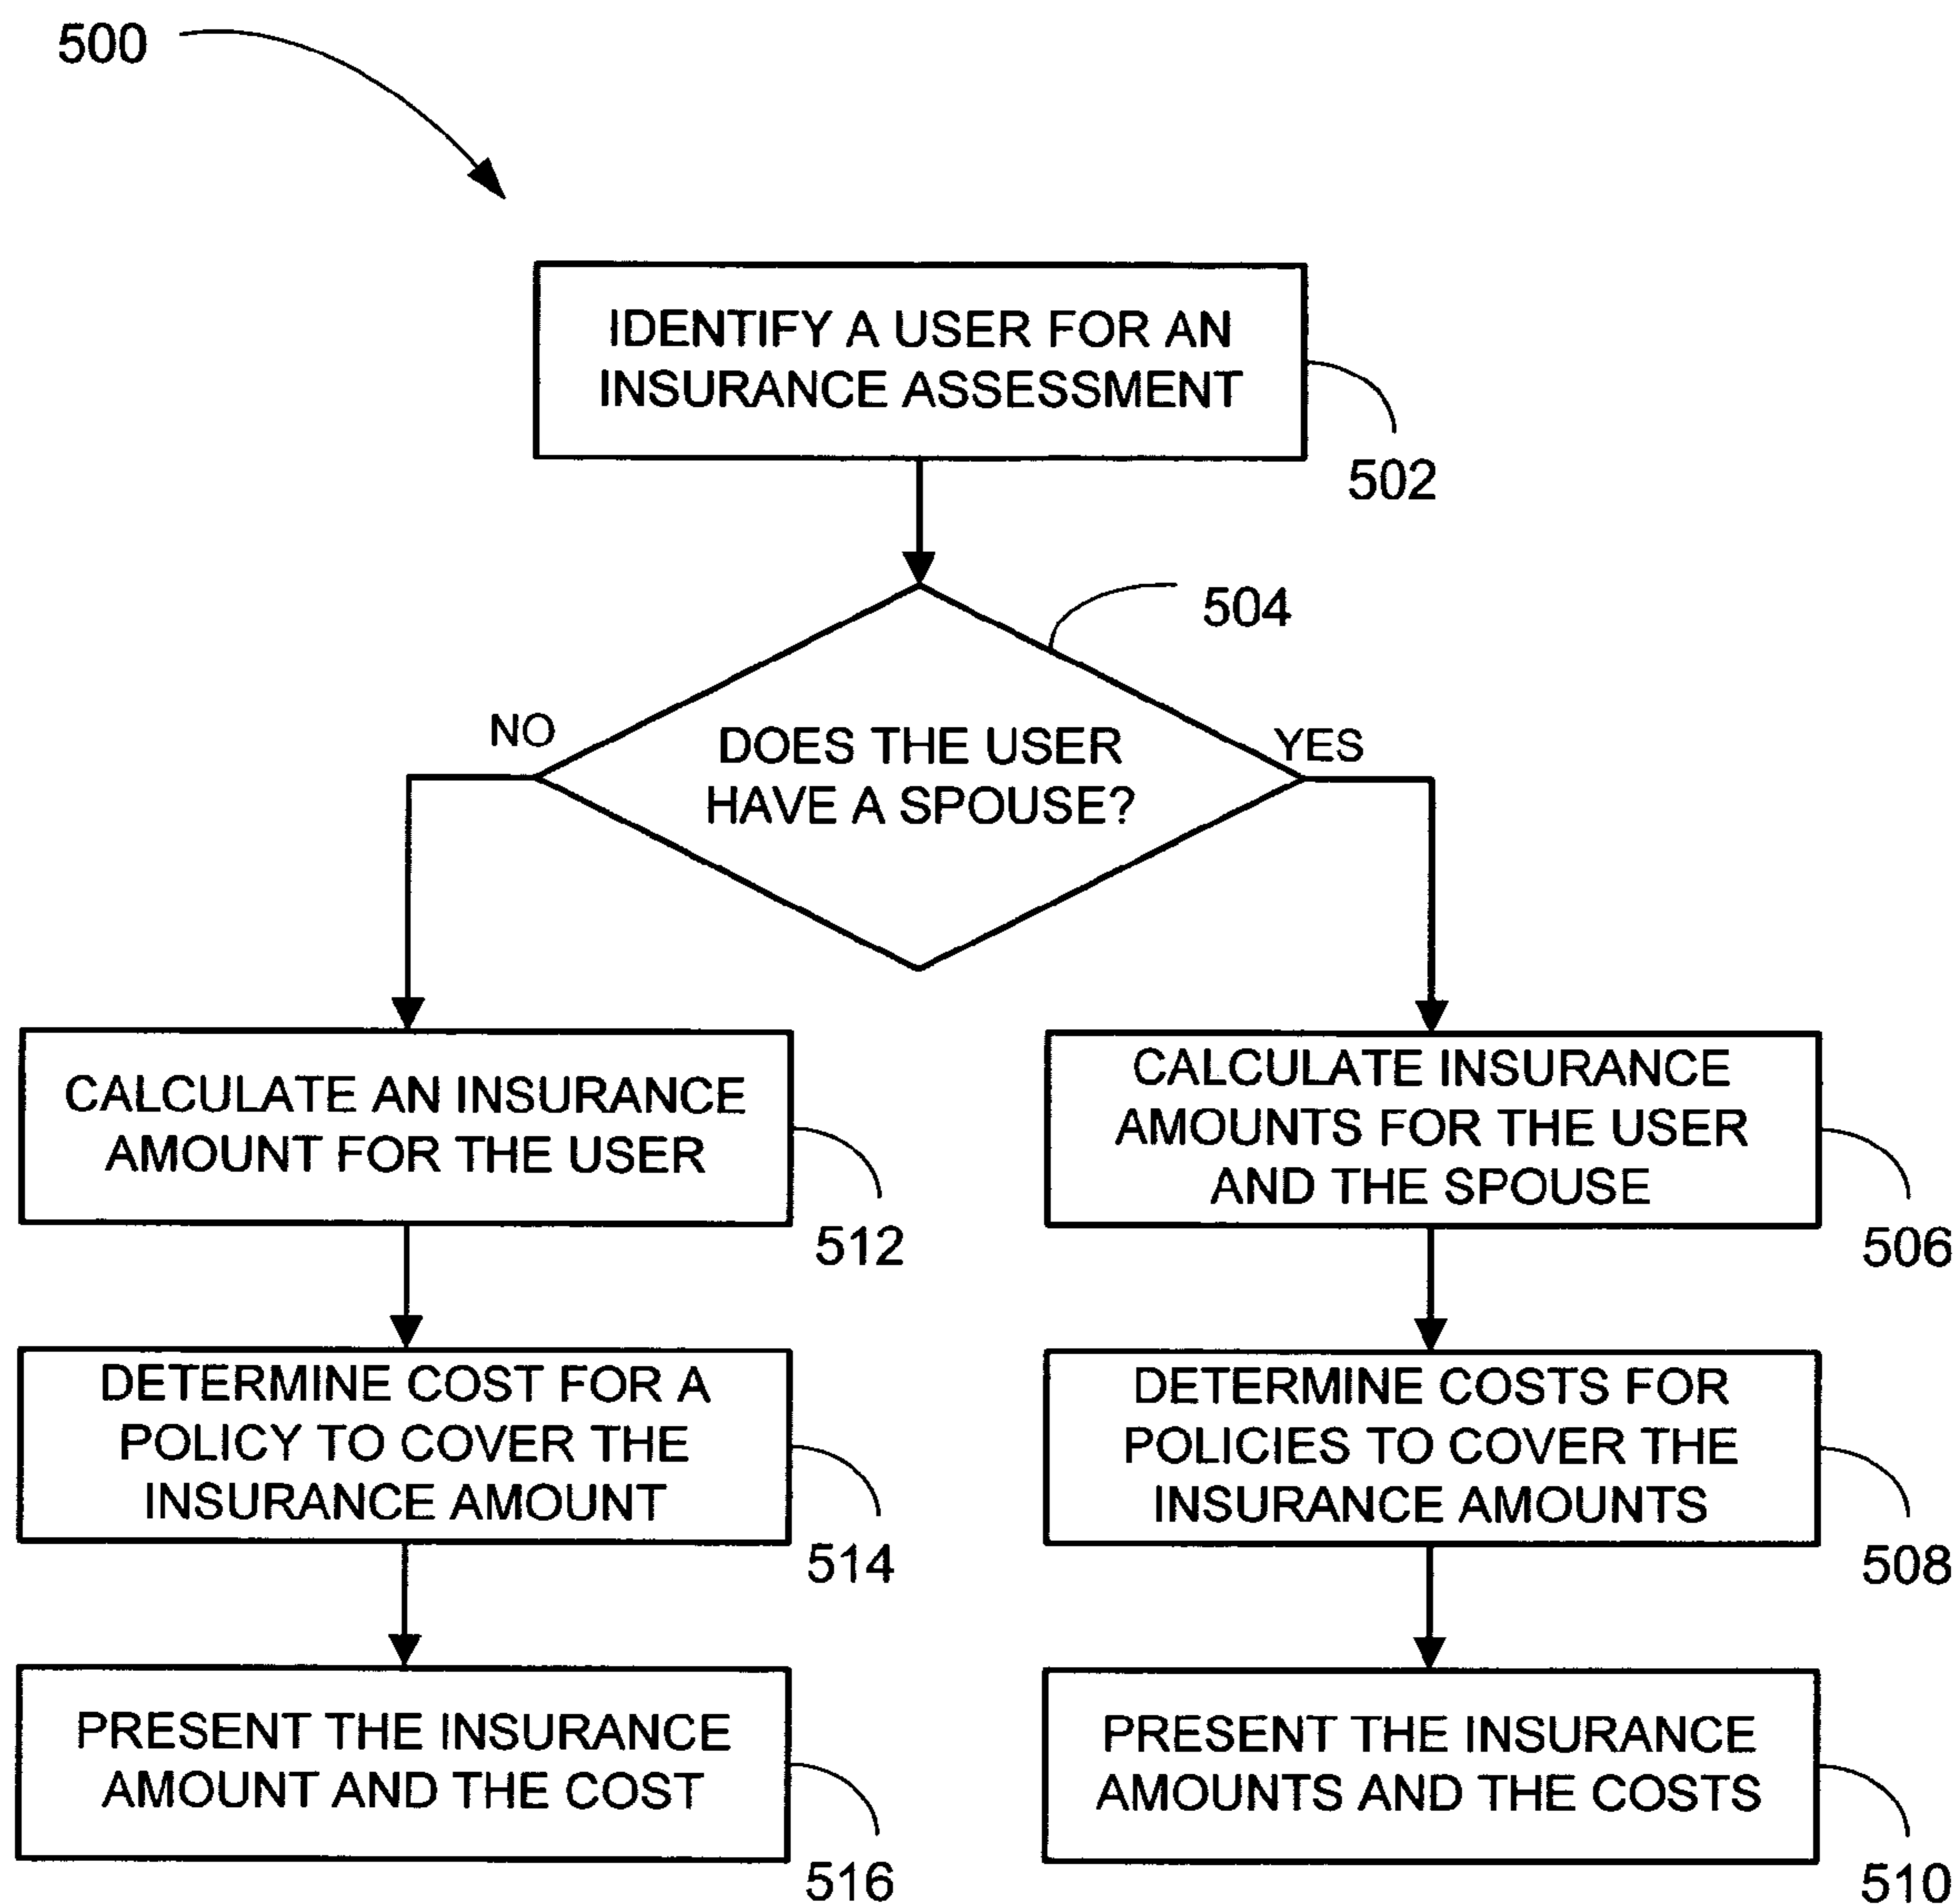 500
IDENTIFY A USER FOR AN
INSURANCE ASSESSMENT
502
504
NO
DOES THE USER
HAVE A SPOUSE?
YES
CALCULATE AN INSURANCE
AMOUNT FOR THE USER
512
CALCULATE INSURANCE
AMOUNTS FOR THE USER
AND THE SPOUSE
506
DETERMINE COST FOR A
POLICY TO COVER THE
INSURANCE AMOUNT
514
DETERMINE COSTS FOR
POLICIES TO COVER THE
INSURANCE AMOUNTS
508
PRESENT THE INSURANCE
AMOUNT AND THE COST
516
PRESENT THE INSURANCE
AMOUNTS AND THE COSTS
510